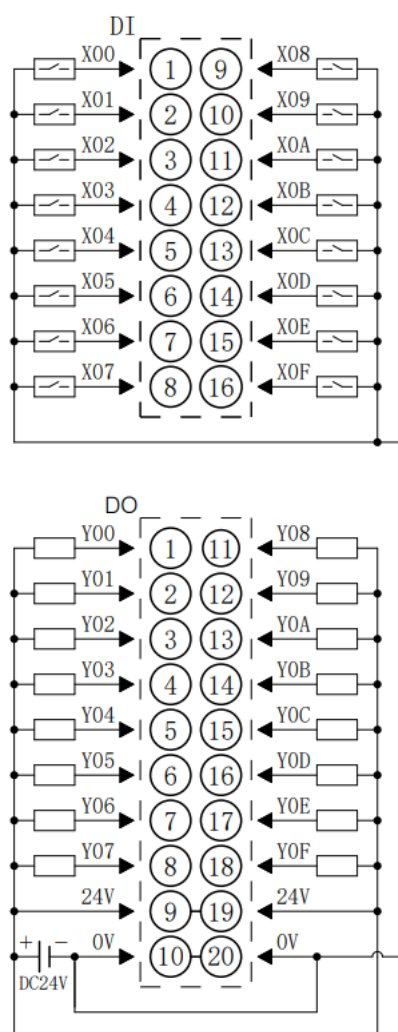 DI
X00 1 9 X08
X01 2 10 X09
X02 3 11 X0A
X03 4 12 X0B
X04 5 13 X0C
X05 6 14 X0D
X06 7 15 X0E
X07 8 16 X0F
DO
Y00 1 11 Y08
Y01 2 12 Y09
Y02 3 13 Y0A
Y03 4 14 Y0B
Y04 5 15 Y0C
Y05 6 16 Y0D
Y06 7 17 Y0E
Y07 8 18 Y0F
24V 9 19 24V
+ − 0V 10 20 0V
DC24V